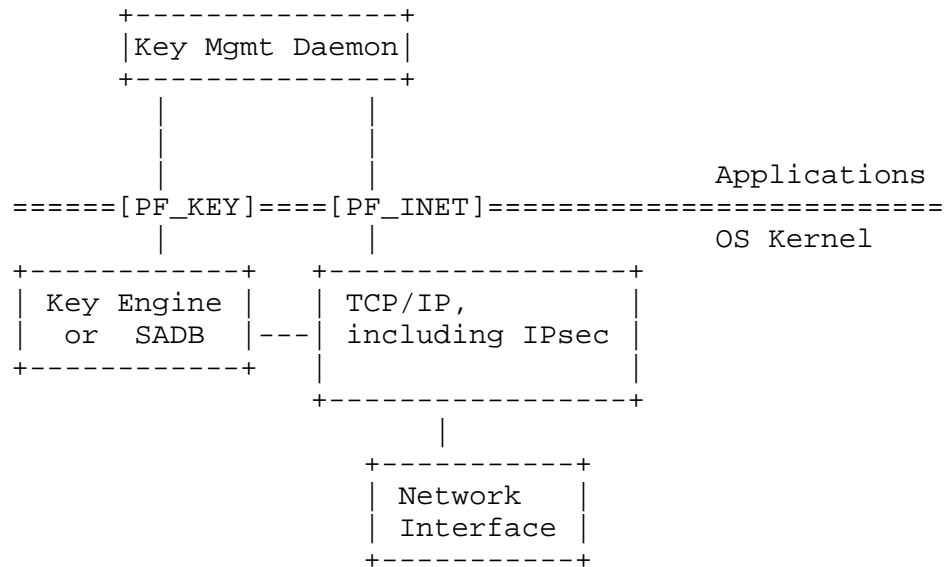 Key Mgmt Daemon
Applications
======[PF_KEY]====[PF_INET]==========================
OS Kernel
Key Engine
or SADB
TCP/IP,
including IPsec
Network
Interface